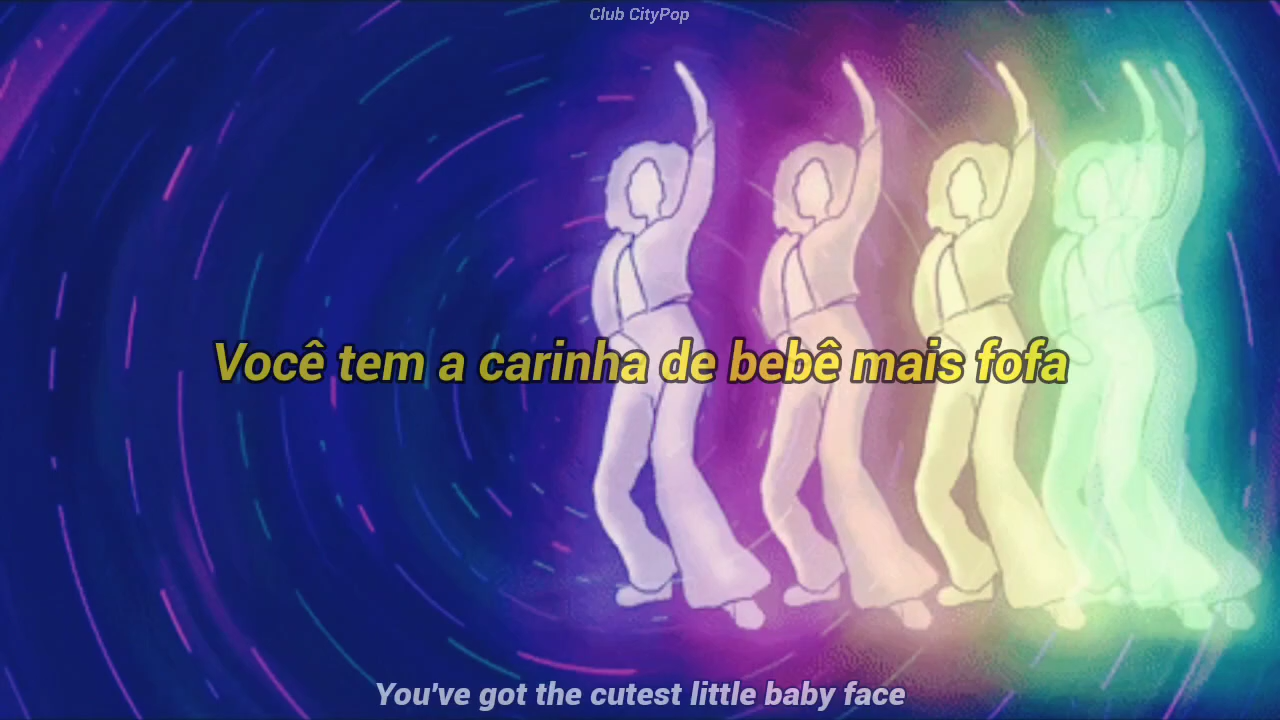 Club CityPop
Você tem a carinha de bebê mais fofa
You've got the cutest little baby face